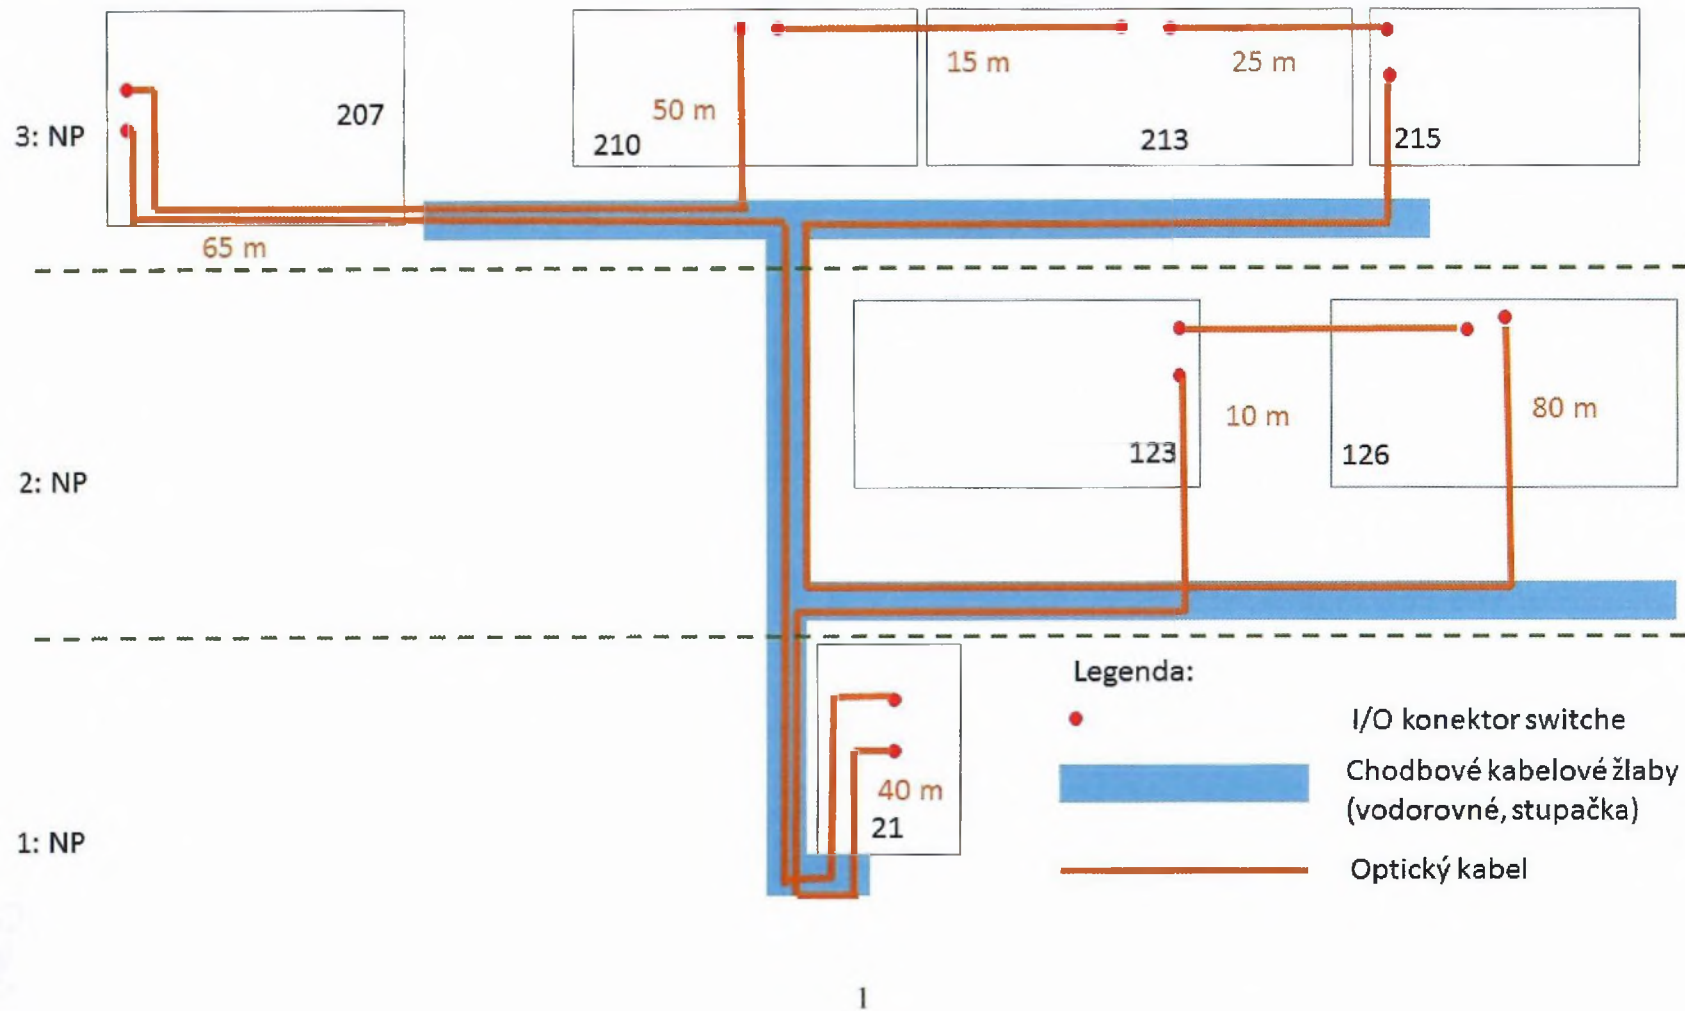 15 m
25 m
50 m
207
3: NP
210
213
215
65 m
10 m
80 m
123
126
2: NP
Legenda:
I/O konektor switche
Chodbové kabelové žlaby
(vodorovné, stupačka)
40 m
21
1: NP
Optický kabel
1